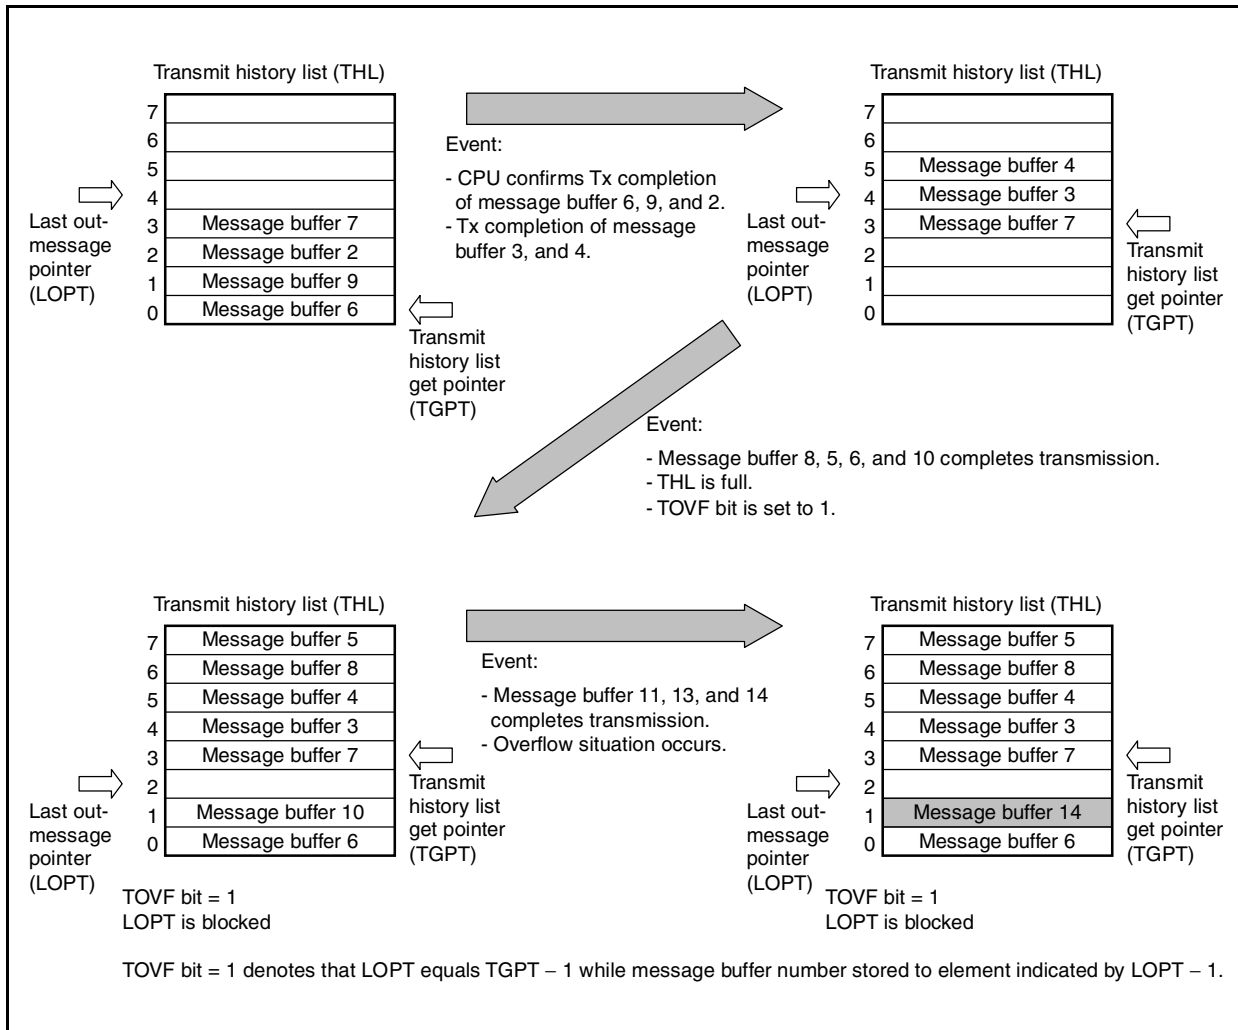 Transmit history list (THL)
7
6
5
4
3 Message buffer 7
2 Message buffer 2
1 Message buffer 9
0 Message buffer 6
Last out-
message
pointer
(LOPT)
Transmit
history list
get pointer
(TGPT)
Event:
- CPU confirms Tx completion
of message buffer 6, 9, and 2.
- Tx completion of message
buffer 3, and 4.
Transmit history list (THL)
7
6
5 Message buffer 4
4 Message buffer 3
3 Message buffer 7
2
1
0
Last out-
message
pointer
(LOPT)
Transmit
history list
get pointer
(TGPT)
Event:
- Message buffer 8, 5, 6, and 10 completes transmission.
- THL is full.
- TOVF bit is set to 1.
Transmit history list (THL)
7 Message buffer 5
6 Message buffer 8
5 Message buffer 4
4 Message buffer 3
3 Message buffer 7
2
1 Message buffer 10
0 Message buffer 6
Last out-
message
pointer
(LOPT)
Transmit
history list
get pointer
(TGPT)
TOVF bit = 1
LOPT is blocked
Event:
- Message buffer 11, 13, and 14
completes transmission.
- Overflow situation occurs.
Transmit history list (THL)
7 Message buffer 5
6 Message buffer 8
5 Message buffer 4
4 Message buffer 3
3 Message buffer 7
2
1 Message buffer 14
0 Message buffer 6
Last out-
message
pointer
(LOPT)
Transmit
history list
get pointer
(TGPT)
TOVF bit = 1
LOPT is blocked
TOVF bit = 1 denotes that LOPT equals TGPT − 1 while message buffer number stored to element indicated by LOPT − 1.